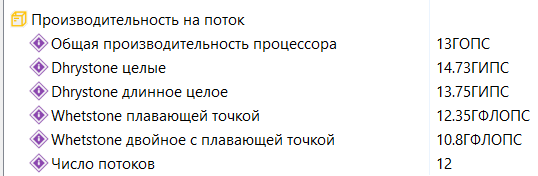 Производительность на поток
Общая производительность процессора 13ГОПС
Dhrystone целые 14.73ГИПС
Dhrystone длинное целое 13.75ГИПС
Whetstone плавающей точкой 12.35ГФЛОПС
Whetstone двойное с плавающей точкой 10.8ГФЛОПС
Число потоков 12